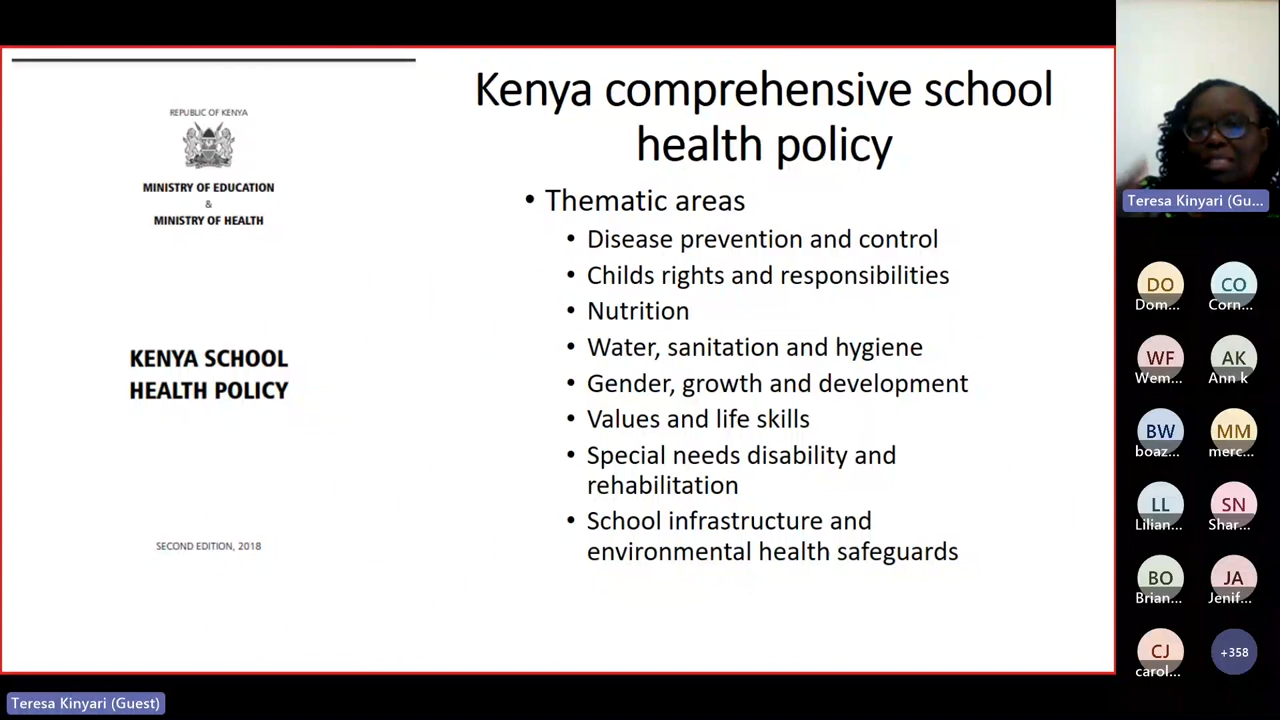 REPUBLIC OF KENYA
MINISTRY OF EDUCATION
&
MINISTRY OF HEALTH
KENYA SCHOOL
HEALTH POLICY
SECOND EDITION, 2018
Kenya comprehensive school
health policy
• Thematic areas
• Disease prevention and control
• Childs rights and responsibilities
• Nutrition
• Water, sanitation and hygiene
• Gender, growth and development
• Values and life skills
• Special needs disability and
rehabilitation
• School infrastructure and
environmental health safeguards
Teresa Kinyari (Gu...
DO CO
Dom... Corn...
WF AK
Wem... Ann k
BW MM
boaz... merc...
LL SN
Lilian... Shar...
BO JA
Brian... Jenif...
CJ +358
carol...
Teresa Kinyari (Guest)